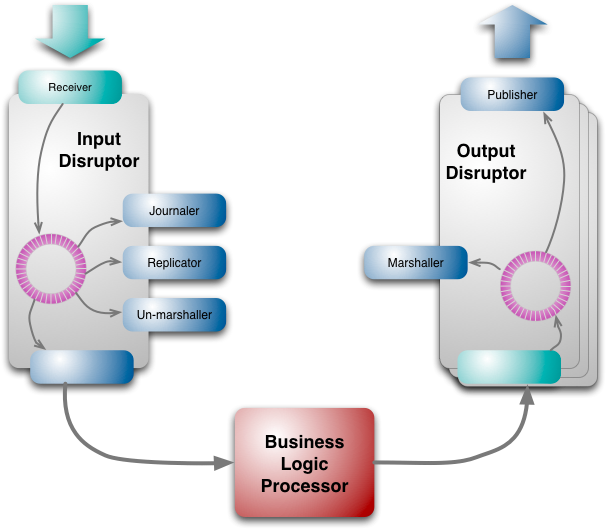 Receiver
Input
Disruptor
Journaler
Replicator
Un-marshaller
Business
Logic
Processor
Publisher
Output
Disruptor
Marshaller